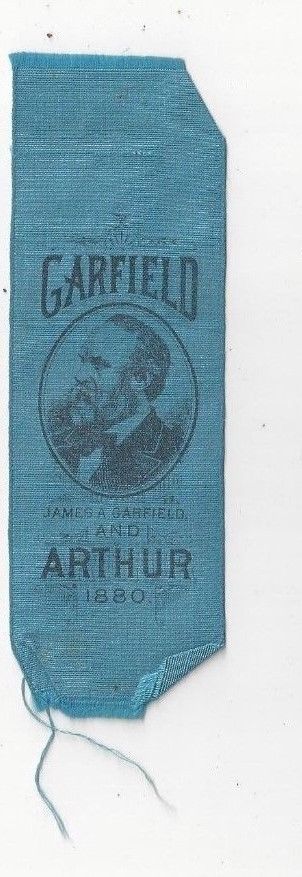 GARFIELD
JAMES A. GARFIELD.
AND
ARTHUR
1880.